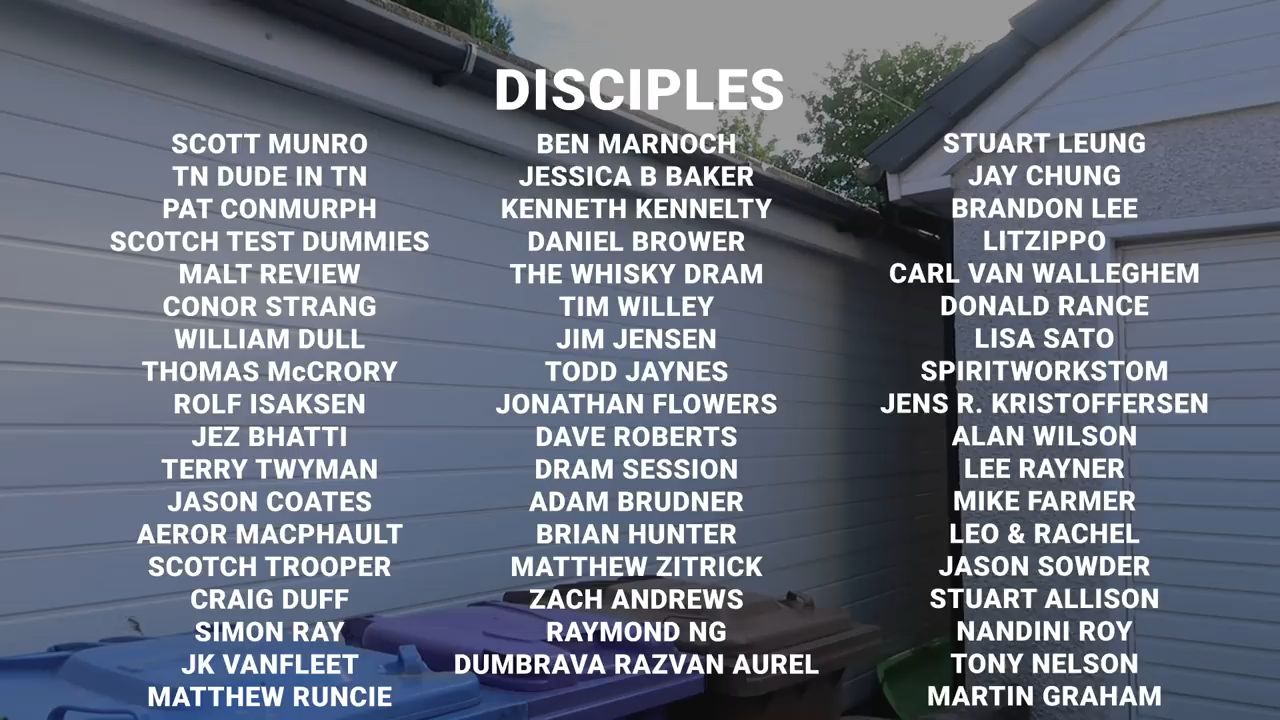 DISCIPLES
SCOTT MUNRO
TN DUDE IN TN
PAT CONMURPH
SCOTCH TEST DUMMIES
MALT REVIEW
CONOR STRANG
WILLIAM DULL
THOMAS McCRORY
ROLF ISAKSEN
JEZ BHATTI
TERRY TWYMAN
JASON COATES
AEROR MACPHAULT
SCOTCH TROOPER
CRAIG DUFF
SIMON RAY
JK VANFLEET
MATTHEW RUNCIE
BEN MARNOCH
JESSICA B BAKER
KENNETH KENNELTY
DANIEL BROWER
THE WHISKY DRAM
TIM WILLEY
JIM JENSEN
TODD JAYNES
JONATHAN FLOWERS
DAVE ROBERTS
DRAM SESSION
ADAM BRUDNER
BRIAN HUNTER
MATTHEW ZITRICK
ZACH ANDREWS
RAYMOND NG
DUMBRAVA RAZVAN AUREL
STUART LEUNG
JAY CHUNG
BRANDON LEE
LITZIPPO
CARL VAN WALLEGHEM
DONALD RANCE
LISA SATO
SPIRITWORKSTOM
JENS R. KRISTOFFERSEN
ALAN WILSON
LEE RAYNER
MIKE FARMER
LEO & RACHEL
JASON SOWDER
STUART ALLISON
NANDINI ROY
TONY NELSON
MARTIN GRAHAM